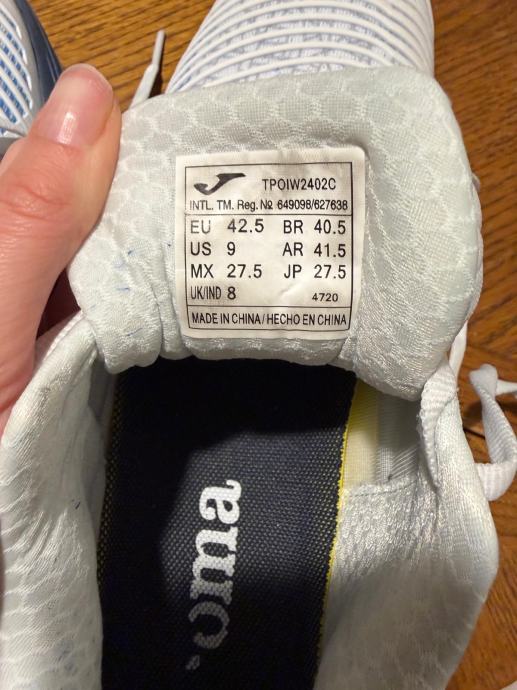 TPOIW2402C
INTL. TM. Reg. № 649098/627638
EU 42.5 BR 40.5
US 9 AR 41.5
MX 27.5 JP 27.5
UK/IND 8 4720
MADE IN CHINA/HECHO EN CHINA
Joma